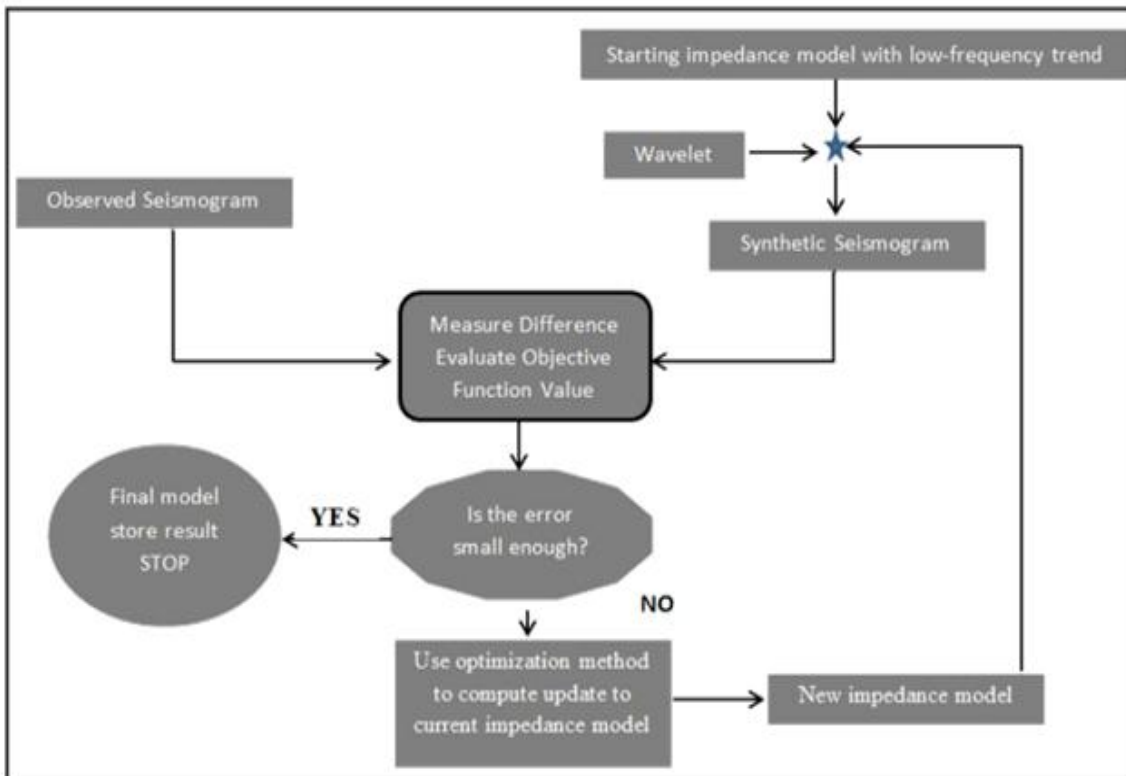 Starting impedance model with low-frequency trend
Wavelet
Observed Seismogram
Synthetic Seismogram
Measure Difference
Evaluate Objective
Function Value
Final model
store result
STOP
YES
Is the error
small enough?
NO
Use optimization method
to compute update to
current impedance model
New impedance model